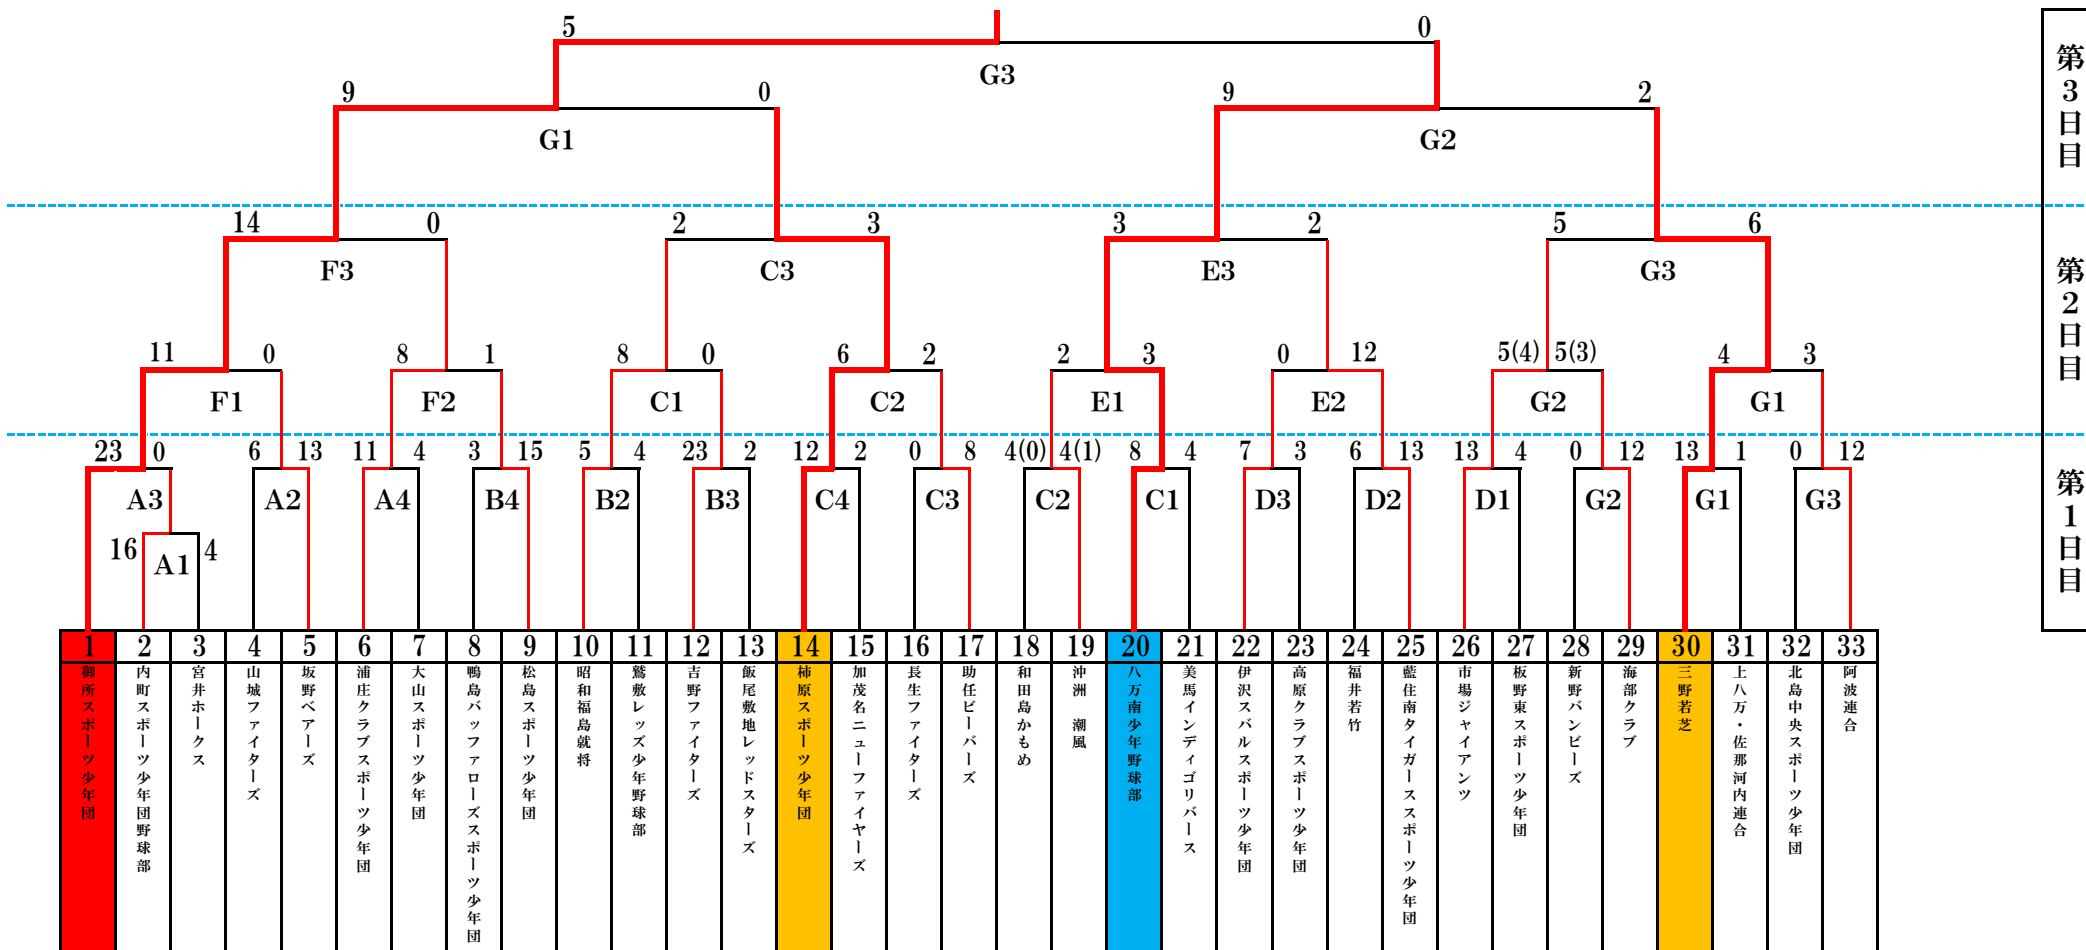 5 0
G3
9 0 9 2
G1 G2
第3日目
14 0 2 3 3 2 5 6
F3 C3 E3 G3
第2日目
11 0 8 1 8 0 6 2 2 3 0 12 5(4) 5(3) 4 3
F1 F2 C1 C2 E1 E2 G2 G1
23 0 6 13 11 4 3 15 5 4 23 2 12 2 0 8 4(0) 4(1) 8 4 7 3 6 13 13 4 0 12 13 1 0 12
A3 A2 A4 B4 B2 B3 C4 C3 C2 C1 D3 D2 D1 G2 G1 G3
第1日目
16 4
A1
1 2 3 4 5 6 7 8 9 10 11 12 13 14 15 16 17 18 19 20 21 22 23 24 25 26 27 28 29 30 31 32 33
御所スポーツ少年団
内町スポーツ少年団野球部
宮井ホークス
山城ファイターズ
坂野ベアーズ
浦庄クラブスポーツ少年団
大山スポーツ少年団
鴨島バッファローズスポーツ少年団
松島スポーツ少年団
昭和福島就将
鷲敷レッズ少年野球部
吉野ファイターズ
飯尾敷地レッドスターズ
柿原スポーツ少年団
加茂名ニューファイヤーズ
長生ファイターズ
助任ビーバーズ
和田島かもめ
沖洲 潮風
八万南少年野球部
美馬インディゴリバース
伊沢スバルスポーツ少年団
高原クラブスポーツ少年団
福井若竹
藍住南タイガーススポーツ少年団
市場ジャイアンツ
板野東スポーツ少年団
新野バンビーズ
海部クラブ
三野若芝
上八万・佐那河内連合
北島中央スポーツ少年団
阿波連合